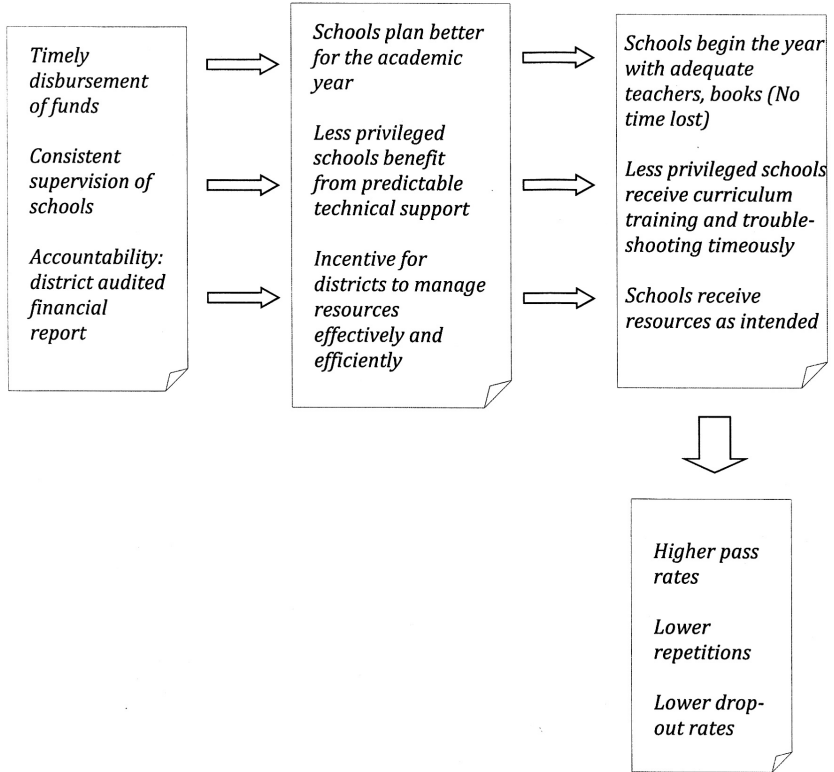 Timely
disbursement
of funds
Consistent
supervision of
schools
Accountability:
district audited
financial
report
Schools plan better
for the academic
year
Less privileged
schools benefit
from predictable
technical support
Incentive for
districts to manage
resources
effectively and
efficiently
Schools begin the year
with adequate
teachers, books (No
time lost)
Less privileged schools
receive curriculum
training and trouble-
shooting timeously
Schools receive
resources as intended
Higher pass
rates
Lower
repetitions
Lower drop-
out rates